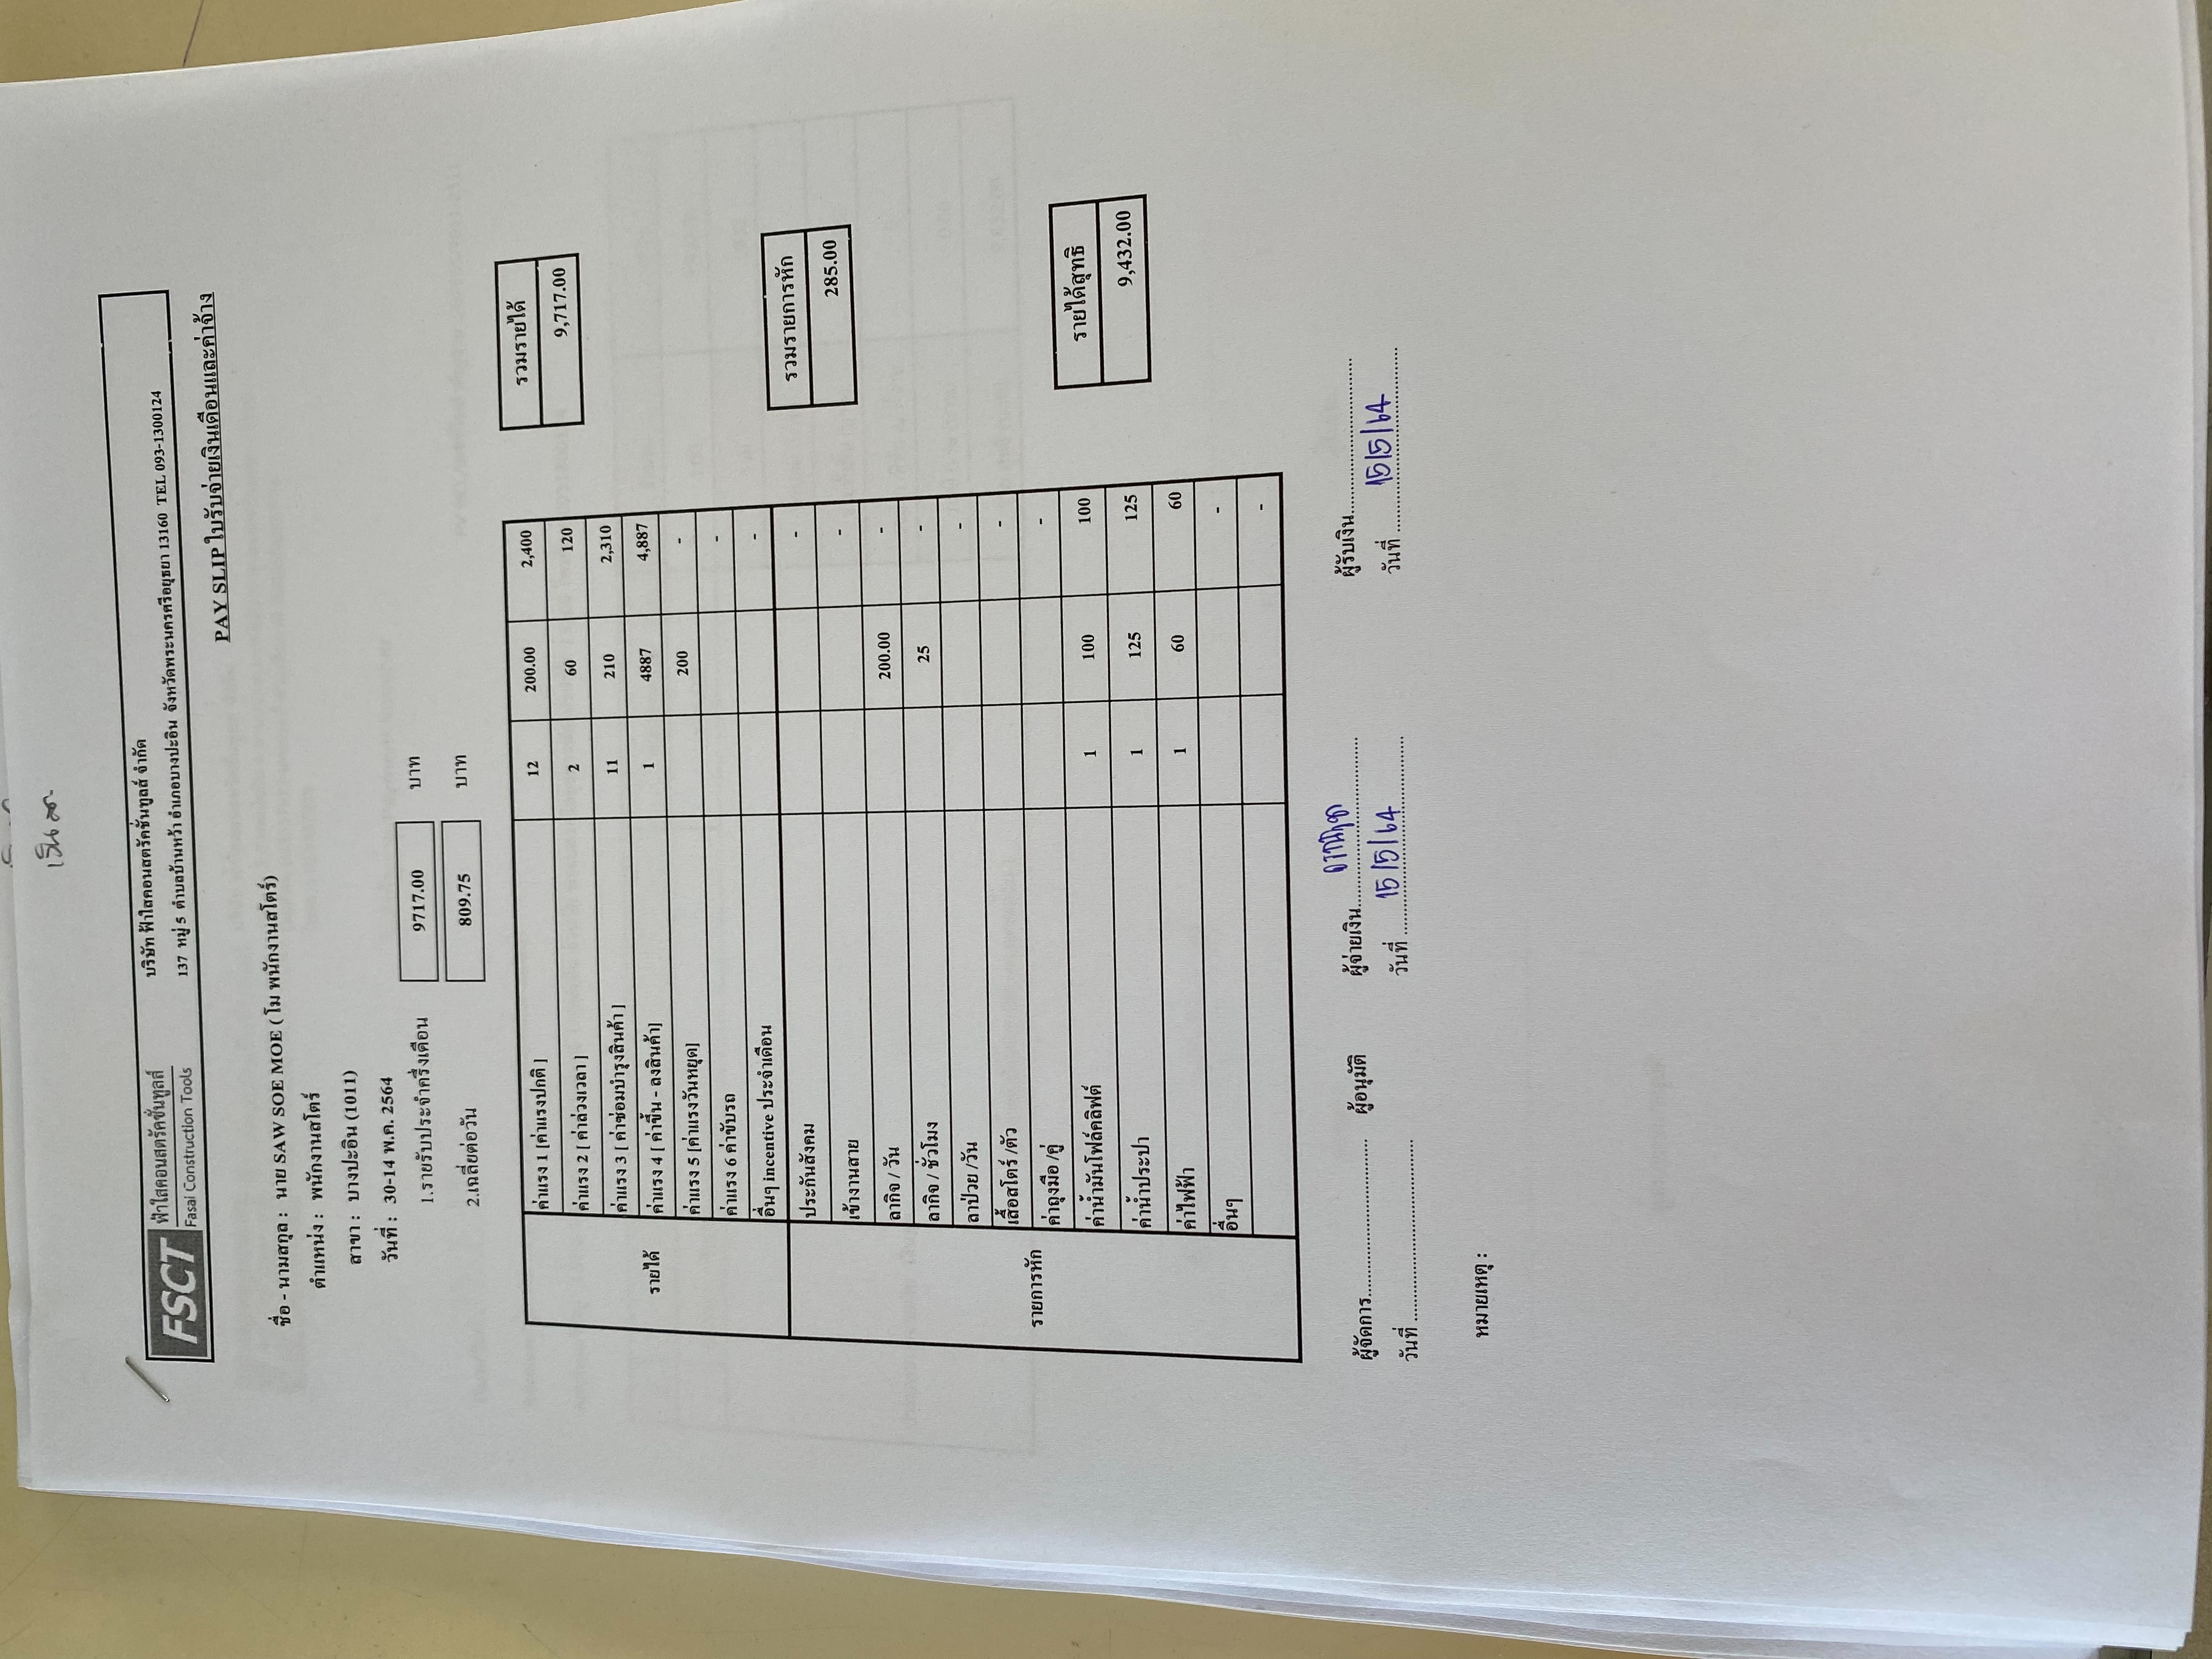 FSCT
ฟ้าใสคอนสตรัคชั่นทูลส์
Fasai Construction Tools
บริษัท ฟ้าใสคอนสตรัคชั่นทูลส์ จำกัด
137 หมู่ 5 ตำบลบ้านหว้า อำเภอบางปะอิน จังหวัดพระนครศรีอยุธยา 13160 TEL 093-1300124
PAY SLIP ใบรับจ่ายเงินเดือนและค่าจ้าง
ชื่อ - นามสกุล : นาย SAW SOE MOE ( โม พนักงานสโตร์)
ตำแหน่ง : พนักงานสโตร์
สาขา : บางปะอิน (1011)
วันที่ : 30-14 พ.ค. 2564
1.รายรับประจำครึ่งเดือน 9717.00 บาท
2.เฉลี่ยต่อวัน 809.75 บาท
รายได้
ค่าแรง 1 [ค่าแรงปกติ ] 12 200.00 2,400
ค่าแรง 2 [ ค่าล่วงเวลา ] 2 60 120
ค่าแรง 3 [ ค่าซ่อมบำรุงสินค้า ] 11 210 2,310
ค่าแรง 4 [ ค่าขึ้น - ลงสินค้า] 1 4887 4,887
ค่าแรง 5 [ค่าแรงวันหยุด] 200 -
ค่าแรง 6 ค่าขับรถ -
อื่นๆ incentive ประจำเดือน -
รวมรายได้
9,717.00
รายการหัก
ประกันสังคม -
เข้างานสาย -
ลากิจ / วัน 200.00 -
ลากิจ / ชั่วโมง 25 -
ลาป่วย /วัน -
เสื้อสโตร์ /ตัว -
ค่าถุงมือ /คู่ -
ค่าน้ำมันโฟล์คลิฟต์ 1 100 100
ค่าน้ำประปา 1 125 125
ค่าไฟฟ้า 1 60 60
อื่นๆ -
-
รวมรายการหัก
285.00
รายได้สุทธิ
9,432.00
ผู้จัดการ.................................. ผู้อนุมัติ ผู้จ่ายเงิน.................................... ผู้รับเงิน.................................
วันที่ ....................................... วันที่ 15/5/64 วันที่ 15/5/64
หมายเหตุ :